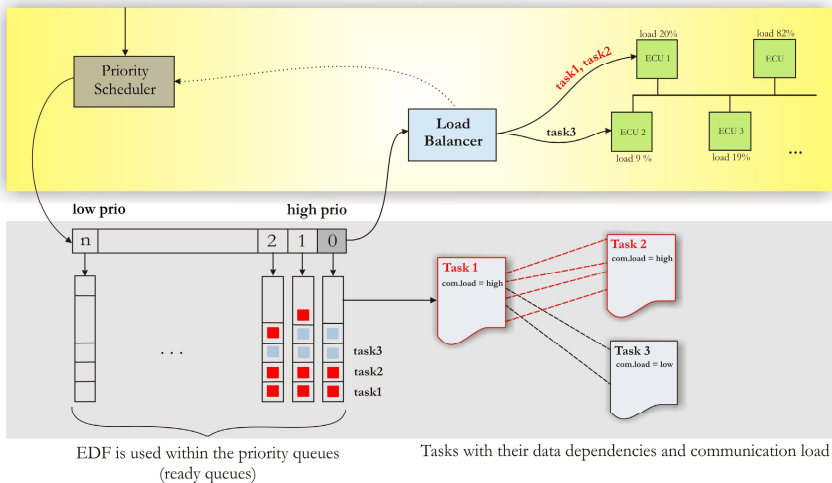 Priority
Scheduler
Load
Balancer
task1, task2
task3
load 20%
ECU 1
load 82%
ECU
ECU 2
load 9 %
ECU 3
load 19%
...
low prio
high prio
n
2
1
0
. . .
task3
task2
task1
Task 1
com.load = high
Task 2
com.load = high
Task 3
com.load = low
EDF is used within the priority queues
(ready queues)
Tasks with their data dependencies and communication load